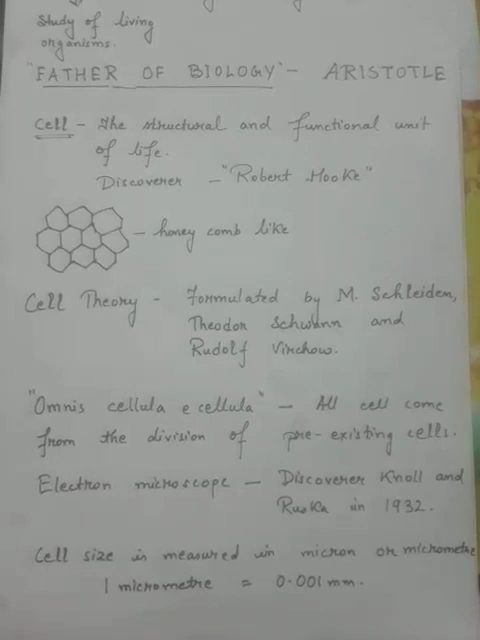 Study of living
organisms.
"FATHER OF BIOLOGY" - ARISTOTLE
Cell - The structural and functional unit
of life.
Discoverer - "Robert Hooke"
- honey comb like
Cell Theory - Formulated by M. Schleiden,
Theodor Schwann and
Rudolf Virchow.
"Omnis cellula e cellula" - All cell come
from the division of pre-existing cells.
Electron microscope - Discoverer Knoll and
Ruska in 1932.
Cell size is measured in micron or micrometre
1 micrometre = 0.001 mm.